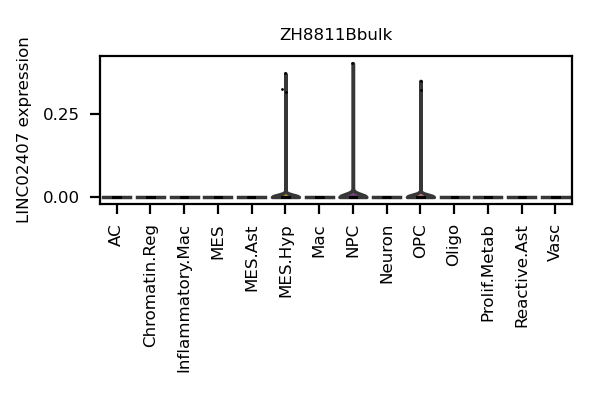 ZH8811Bbulk
LINC02407 expression
0.25
0.00
AC
Chromatin.Reg
Inflammatory.Mac
MES
MES.Ast
MES.Hyp
Mac
NPC
Neuron
OPC
Oligo
Prolif.Metab
Reactive.Ast
Vasc